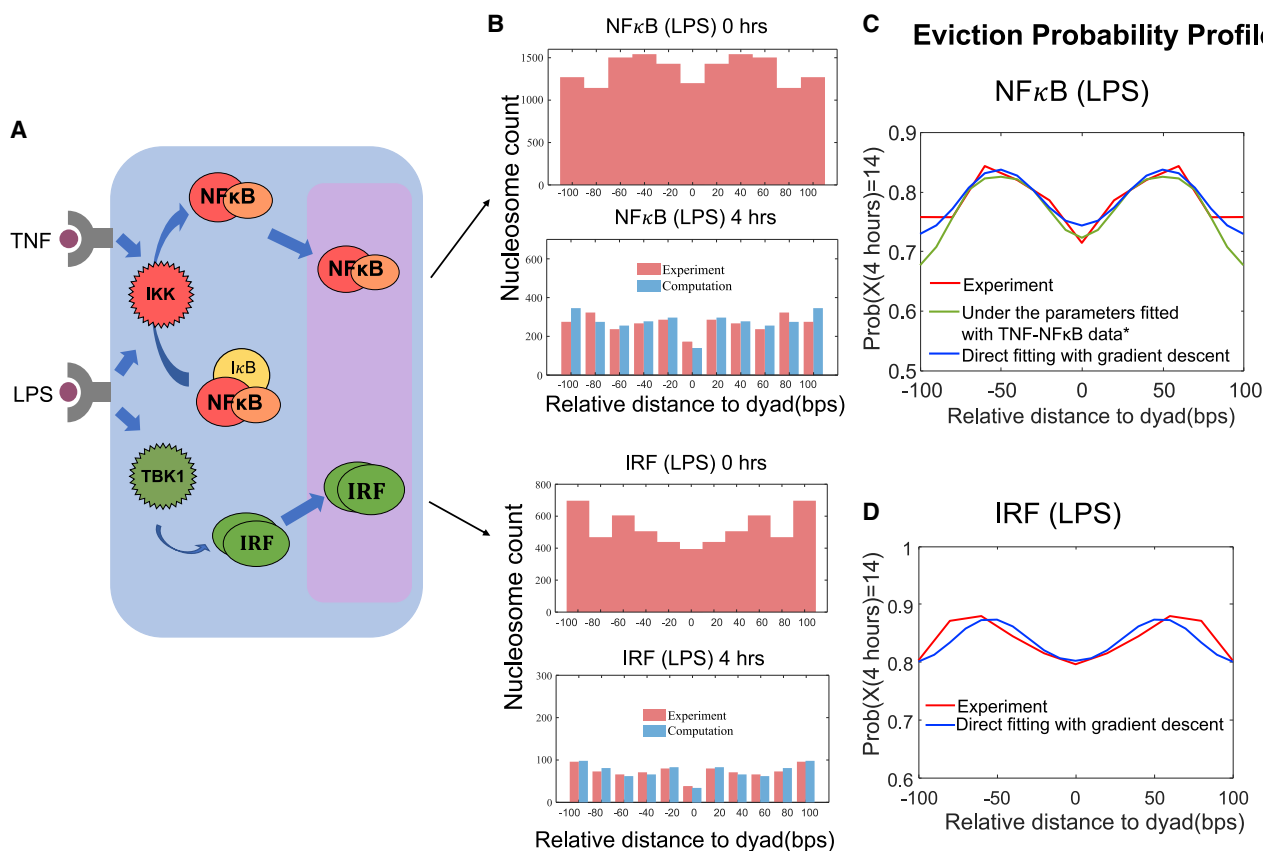 A
TNF
LPS
NFκB
NFκB
IKK
IκB
NFκB
TBK1
IRF
IRF
B
NFκB (LPS) 0 hrs
1500
1000
500
0
-100 -80 -60 -40 -20 0 20 40 60 80 100
Nucleosome count
NFκB (LPS) 4 hrs
600
400
200
0
Experiment
Computation
-100 -80 -60 -40 -20 0 20 40 60 80 100
Relative distance to dyad(bps)
IRF (LPS) 0 hrs
800
600
400
200
0
-100 -80 -60 -40 -20 0 20 40 60 80 100
Nucleosome count
IRF (LPS) 4 hrs
300
200
100
0
Experiment
Computation
-100 -80 -60 -40 -20 0 20 40 60 80 100
Relative distance to dyad(bps)
C
Eviction Probability Profile
NFκB (LPS)
Prob(X(4 hours)=14)
0.9
0.8
0.7
0.6
0.5
Experiment
Under the parameters fitted
with TNF-NFκB data*
Direct fitting with gradient descent
-100 -50 0 50 100
Relative distance to dyad(bps)
D
IRF (LPS)
Prob(X(4 hours)=14)
1
0.9
0.8
0.7
0.6
Experiment
Direct fitting with gradient descent
-100 -50 0 50 100
Relative distance to dyad(bps)